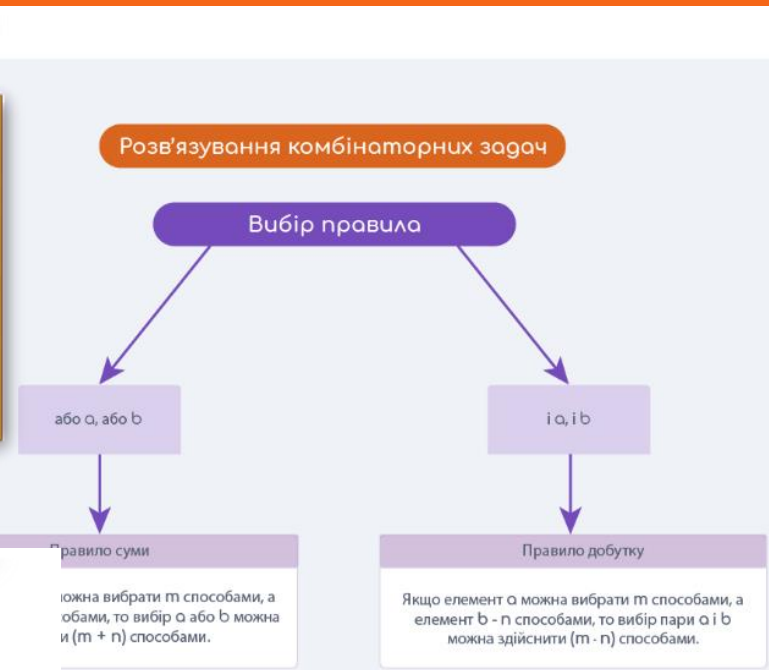 Розв'язування комбінаторних задач
Вибір правила
або a, або b
і a, і b
Правило суми
можна вибрати m способами, а
то вибір a або b можна
(m + n) способами.
Правило добутку
Якщо елемент a можна вибрати m способами, а
елемент b - n способами, то вибір пари a і b
можна здійснити (m · n) способами.